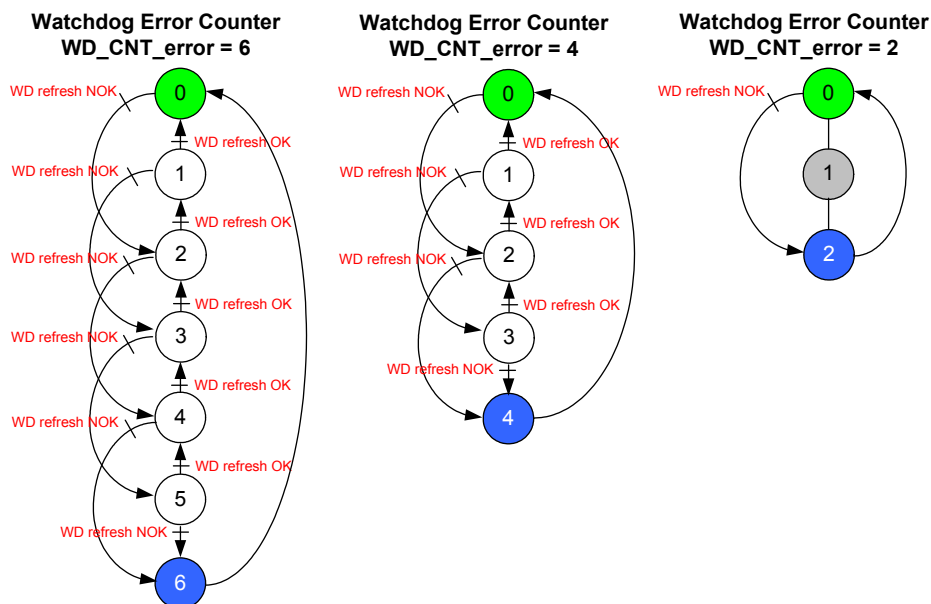 Watchdog Error Counter
WD_CNT_error = 6
WD refresh NOK
0
WD refresh OK
WD refresh NOK
1
WD refresh OK
2
WD refresh NOK
WD refresh OK
3
WD refresh NOK
WD refresh OK
4
WD refresh NOK
WD refresh OK
5
WD refresh NOK
6
Watchdog Error Counter
WD_CNT_error = 4
WD refresh NOK
0
WD refresh OK
WD refresh NOK
1
WD refresh OK
2
WD refresh NOK
WD refresh OK
3
WD refresh NOK
4
Watchdog Error Counter
WD_CNT_error = 2
WD refresh NOK
0
1
2